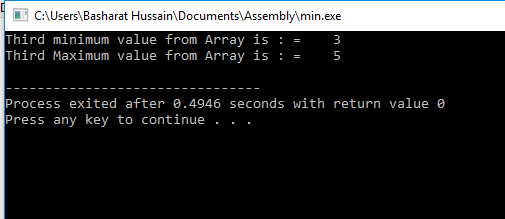 C:\Users\Basharat Hussain\Documents\Assembly\min.exe
Third minimum value from Array is : =    3
Third Maximum value from Array is : =    5
--------------------------------
Process exited after 0.4946 seconds with return value 0
Press any key to continue . . .